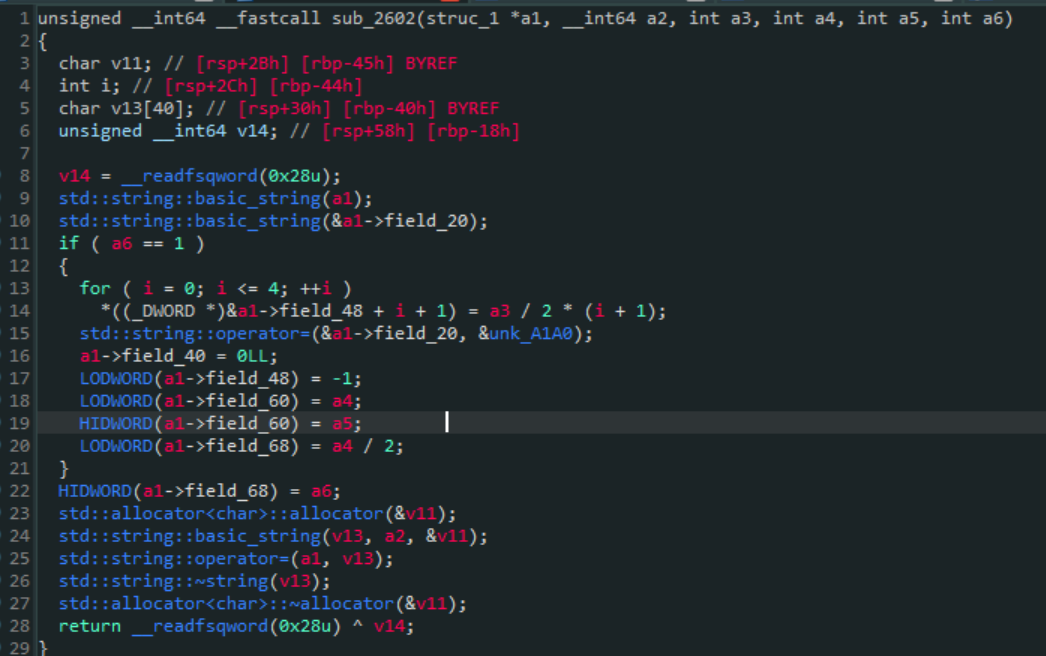 1 unsigned __int64 __fastcall sub_2602(struc_1 *a1, __int64 a2, int a3, int a4, int a5, int a6)
2 {
3   char v11; // [rsp+2Bh] [rbp-45h] BYREF
4   int i; // [rsp+2Ch] [rbp-44h]
5   char v13[40]; // [rsp+30h] [rbp-40h] BYREF
6   unsigned __int64 v14; // [rsp+58h] [rbp-18h]
7
8   v14 = __readfsqword(0x28u);
9   std::string::basic_string(a1);
10   std::string::basic_string(&a1->field_20);
11   if ( a6 == 1 )
12   {
13     for ( i = 0; i <= 4; ++i )
14       *((_DWORD *)&a1->field_48 + i + 1) = a3 / 2 * (i + 1);
15     std::string::operator=(&a1->field_20, &unk_A1A0);
16     a1->field_40 = 0LL;
17     LODWORD(a1->field_48) = -1;
18     LODWORD(a1->field_60) = a4;
19     HIDWORD(a1->field_60) = a5;
20     LODWORD(a1->field_68) = a4 / 2;
21   }
22   HIDWORD(a1->field_68) = a6;
23   std::allocator<char>::allocator(&v11);
24   std::string::basic_string(v13, a2, &v11);
25   std::string::operator=(a1, v13);
26   std::string::~string(v13);
27   std::allocator<char>::~allocator(&v11);
28   return __readfsqword(0x28u) ^ v14;
29 }